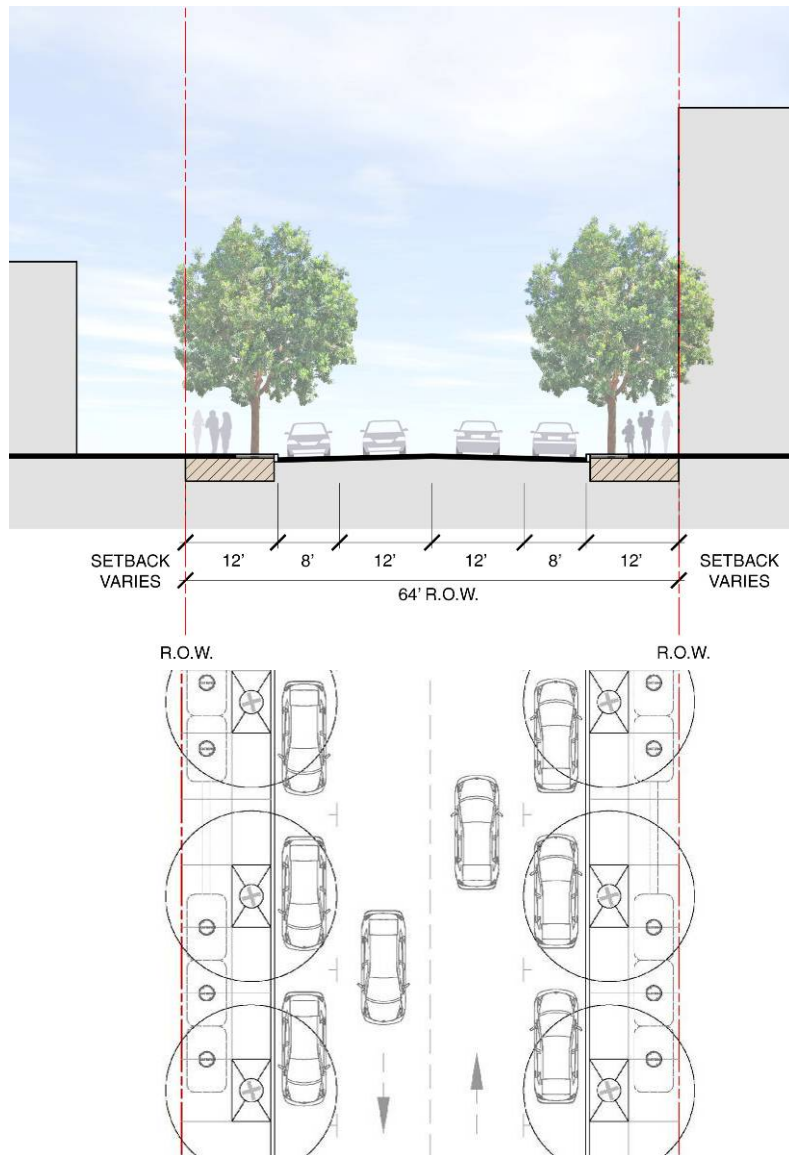 SETBACK
VARIES
12'
8'
12'
12'
8'
12'
SETBACK
VARIES
64' R.O.W.
R.O.W.
R.O.W.